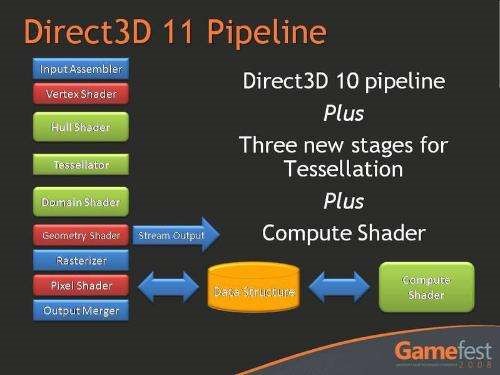 Direct3D 11 Pipeline
Input Assembler
Vertex Shader
Hull Shader
Tessellator
Domain Shader
Geometry Shader
Stream Output
Rasterizer
Pixel Shader
Output Merger
Direct3D 10 pipeline
Plus
Three new stages for
Tessellation
Plus
Compute Shader
Data Structure
Compute
Shader
Gamefest
2008